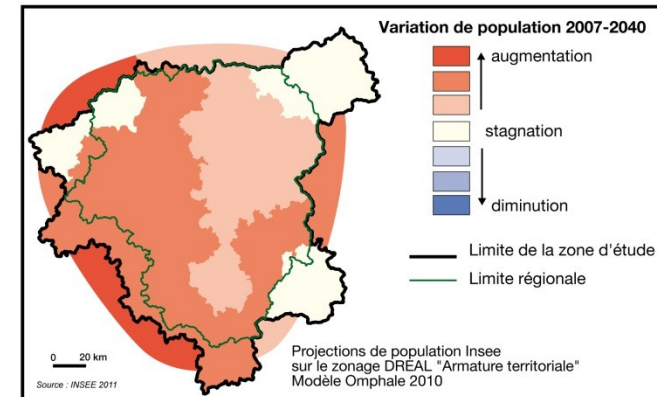 Variation de population 2007-2040
augmentation
stagnation
diminution
Limite de la zone d'étude
Limite régionale
0 20 km
Source : INSEE 2011
Projections de population Insee
sur le zonage DREAL "Armature territoriale"
Modèle Omphale 2010